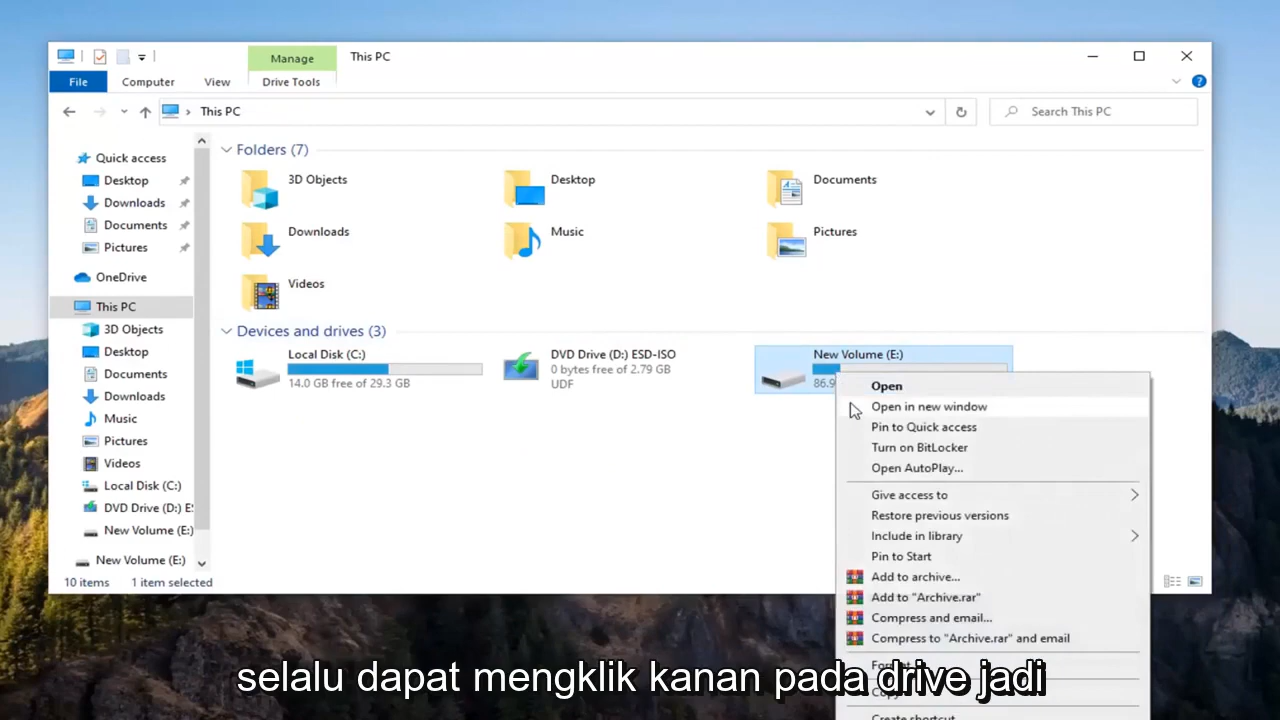 Manage
This PC
File
Computer
View
Drive Tools
This PC
Search This PC
Quick access
Desktop
Downloads
Documents
Pictures
OneDrive
This PC
3D Objects
Desktop
Documents
Downloads
Music
Pictures
Videos
Local Disk (C:)
DVD Drive (D:) E
New Volume (E:)
New Volume (E:)
Folders (7)
3D Objects
Desktop
Documents
Downloads
Music
Pictures
Videos
Devices and drives (3)
Local Disk (C:)
14.0 GB free of 29.3 GB
DVD Drive (D:) ESD-ISO
0 bytes free of 2.79 GB
UDF
New Volume (E:)
86.9
Open
Open in new window
Pin to Quick access
Turn on BitLocker
Open AutoPlay...
Give access to
Restore previous versions
Include in library
Pin to Start
Add to archive...
Add to "Archive.rar"
Compress and email...
Compress to "Archive.rar" and email
10 items
1 item selected
selalu dapat mengklik kanan pada drive jadi